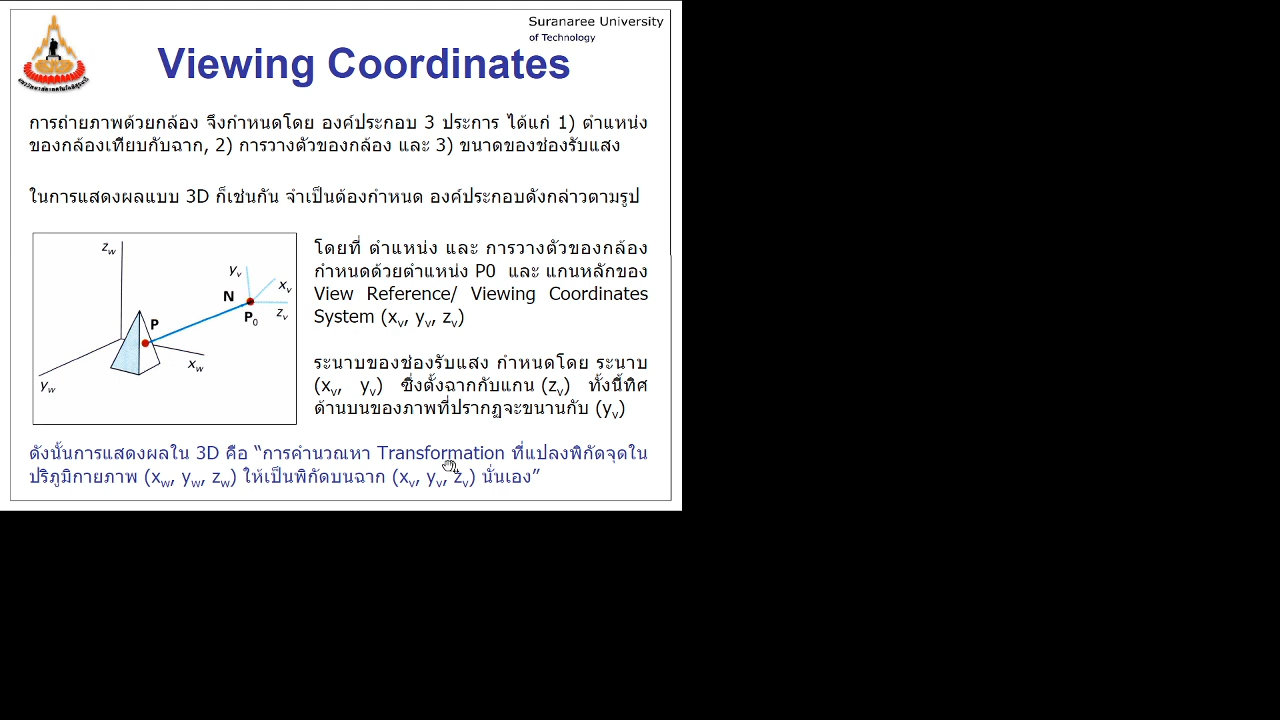 Suranaree University
of Technology
Viewing Coordinates
การถ่ายภาพด้วยกล้อง จึงกำหนดโดย องค์ประกอบ 3 ประการ ได้แก่ 1) ตำแหน่ง
ของกล้องเทียบกับฉาก, 2) การวางตัวของกล้อง และ 3) ขนาดของช่องรับแสง
ในการแสดงผลแบบ 3D ก็เช่นกัน จำเป็นต้องกำหนด องค์ประกอบดังกล่าวตามรูป
zw
yv
xv
N
zv
P0
P
xw
yw
โดยที่ ตำแหน่ง และ การวางตัวของกล้อง
กำหนดด้วยตำแหน่ง P0 และ แกนหลักของ
View Reference/ Viewing Coordinates
System (xv, yv, zv)
ระนาบของช่องรับแสง กำหนดโดย ระนาบ
(xv, yv) ซึ่งตั้งฉากกับแกน (zv) ทั้งนี้ทิศ
ด้านบนของภาพที่ปรากฏจะขนานกับ (yv)
ดังนั้นการแสดงผลใน 3D คือ “การคำนวณหา Transformation ที่แปลงพิกัดจุดใน
ปริภูมิกายภาพ (xw, yw, zw) ให้เป็นพิกัดบนฉาก (xv, yv, zv) นั่นเอง”